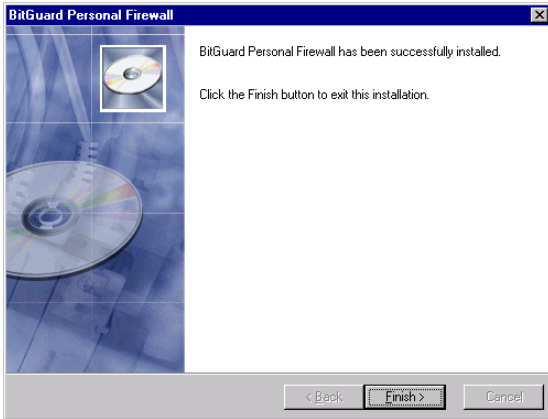 BitGuard Personal Firewall
BitGuard Personal Firewall has been successfully installed.
Click the Finish button to exit this installation.
< Back Finish > Cancel